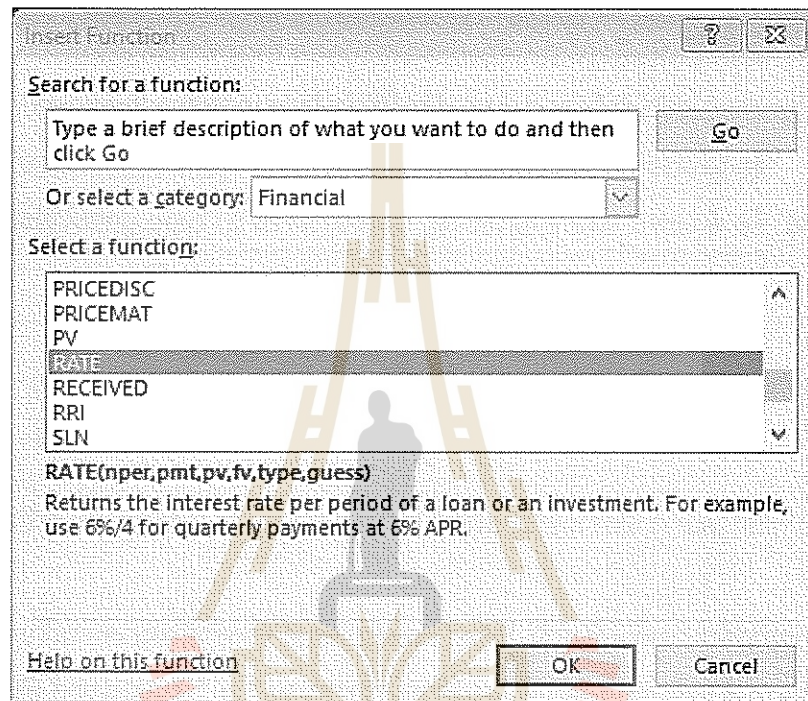 Insert Function
Search for a function:
Type a brief description of what you want to do and then
click Go
Go
Or select a category: Financial
Select a function:
PRICEDISC
PRICEMAT
PV
RATE
RECEIVED
RRI
SLN
RATE(nper,pmt,pv,fv,type,guess)
Returns the interest rate per period of a loan or an investment. For example,
use 6%/4 for quarterly payments at 6% APR.
Help on this function
OK
Cancel